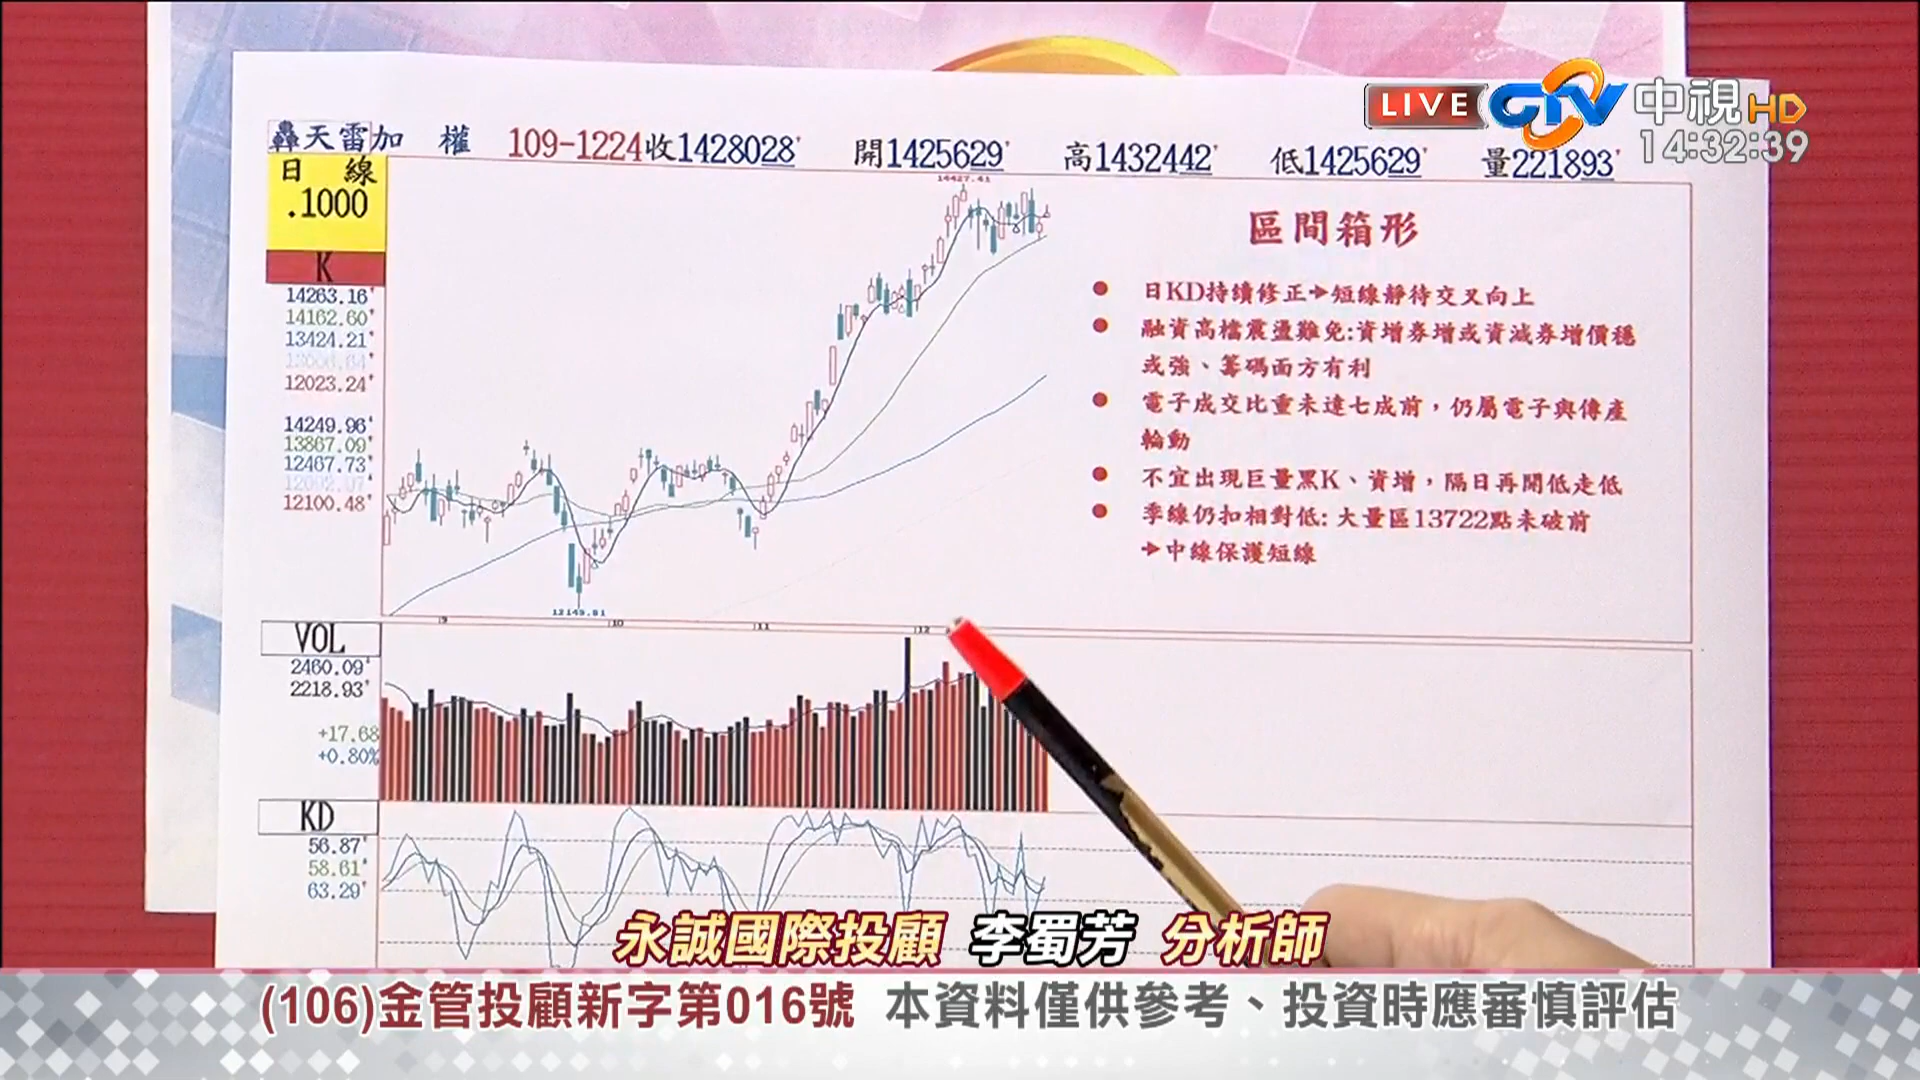 LIVE CTV 中視HD
14:32:39
轟天雷加 權 109-1224收1428028 開1425629 高1432442 低1425629 量221893
日 線
.1000
K
14263.16
14162.60
13424.21
12023.24
14249.96
13867.09
12467.73
12100.48
14427.41
12149.81
區間箱形
日KD持續修正→短線靜待交叉向上
融資高檔震盪難免:資增券增或資減券增價穩
或強、籌碼面方有利
電子成交比重未達七成前，仍屬電子與傳產
輪動
不宜出現巨量黑K、資增，隔日再開低走低
季線仍扣相對低:大量區13722點未破前
→中線保護短線
9 10 11 12
VOL
2460.09
2218.93
+17.68
+0.80%
KD
56.87
58.61
63.29
永誠國際投顧 李蜀芳 分析師
(106)金管投顧新字第016號 本資料僅供參考、投資時應審慎評估